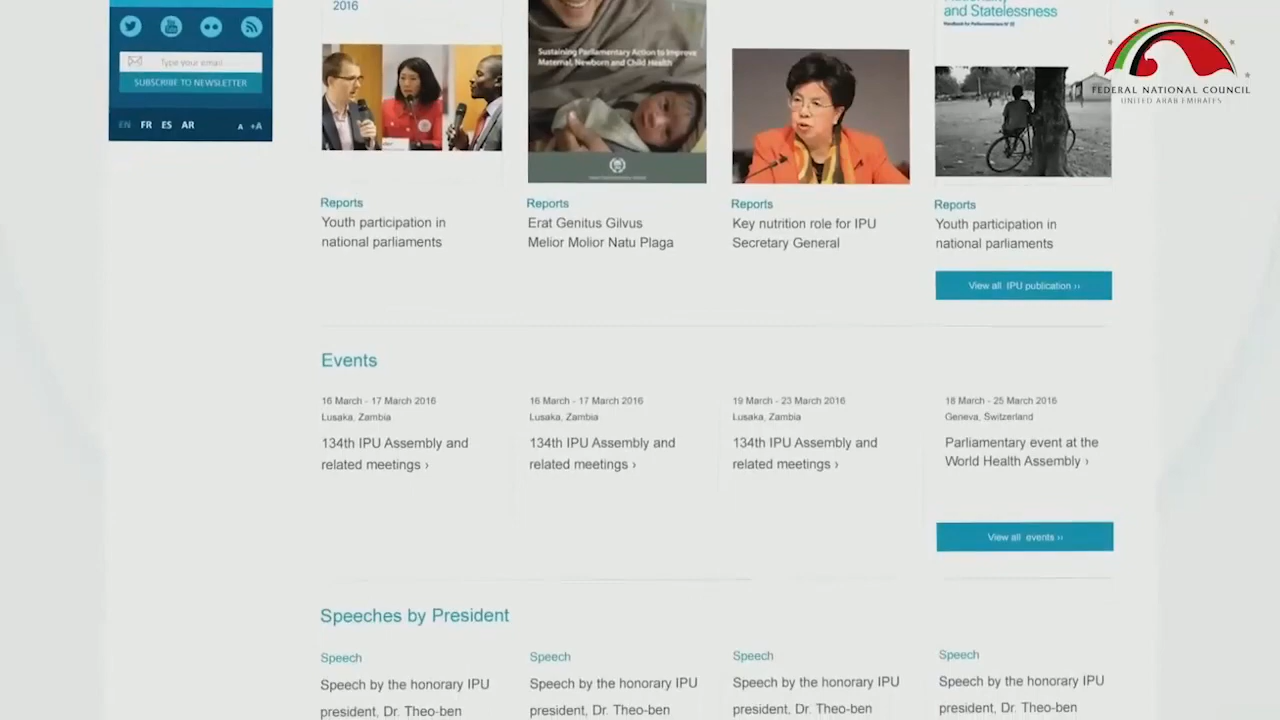 2016
Nationality
and Statelessness
Handbook for Parliamentarians N° 22
FEDERAL NATIONAL COUNCIL
UNITED ARAB EMIRATES
Type your email
SUBSCRIBE TO NEWSLETTER
EN FR ES AR A +A
Sustaining Parliamentary Action to Improve
Maternal, Newborn and Child Health
Reports
Youth participation in
national parliaments
Reports
Erat Genitus Gilvus
Melior Molior Natu Plaga
Reports
Key nutrition role for IPU
Secretary General
Reports
Youth participation in
national parliaments
View all IPU publication ››
Events
16 March - 17 March 2016
Lusaka, Zambia
134th IPU Assembly and
related meetings ›
16 March - 17 March 2016
Lusaka, Zambia
134th IPU Assembly and
related meetings ›
19 March - 23 March 2016
Lusaka, Zambia
134th IPU Assembly and
related meetings ›
18 March - 25 March 2016
Geneva, Switzerland
Parliamentary event at the
World Health Assembly ›
View all events ››
Speeches by President
Speech
Speech by the honorary IPU
president, Dr. Theo-ben
Speech
Speech by the honorary IPU
president, Dr. Theo-ben
Speech
Speech by the honorary IPU
president, Dr. Theo-ben
Speech
Speech by the honorary IPU
president, Dr. Theo-ben